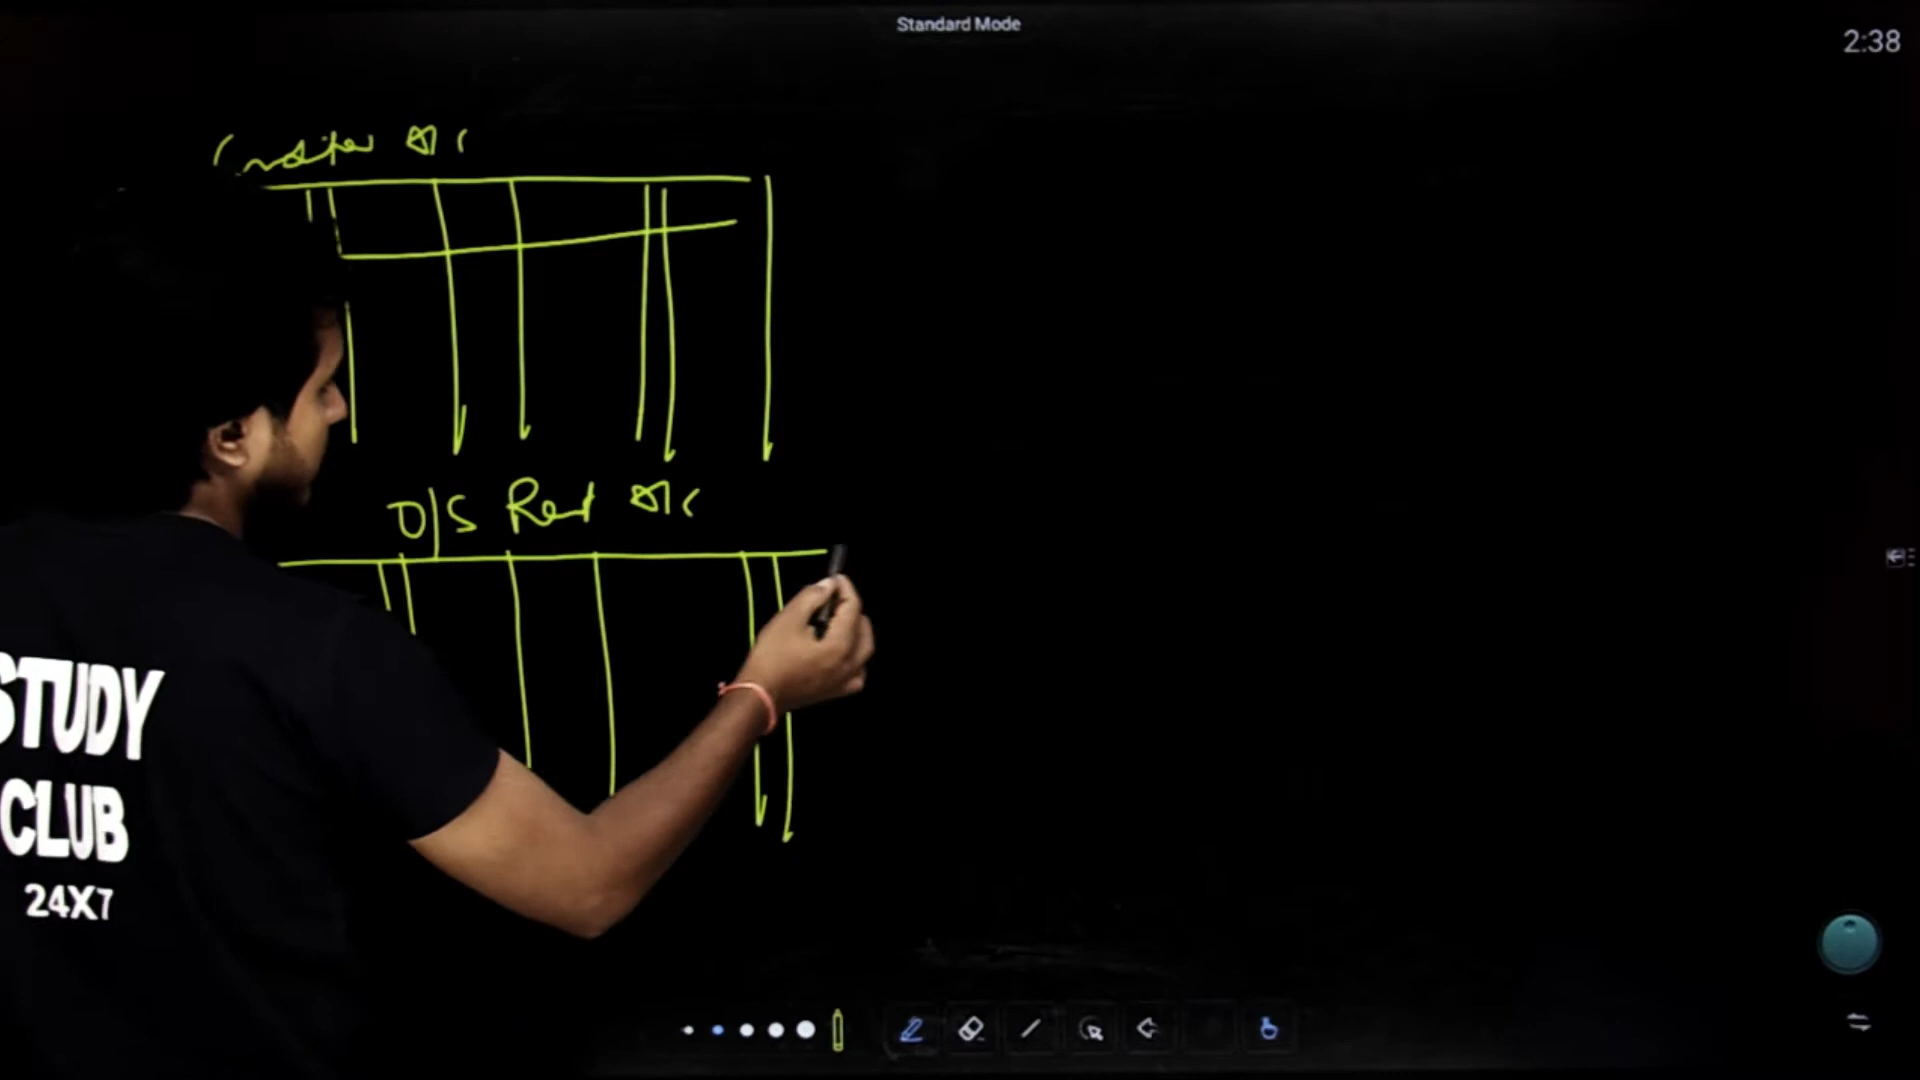 Standard Mode
2:38
Creditor A/c
O/S Rent A/c
STUDY
CLUB
24X7